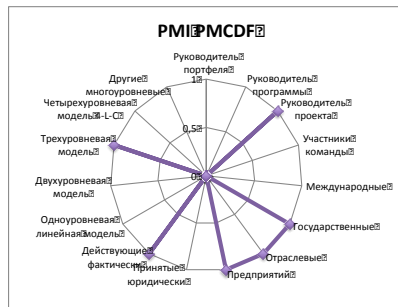 PMI PMCDF
Руководитель
портфеля
Руководитель
программы
Руководитель
проекта
Участники
команды
Международные
Государственные
Отраслевые
Предприятий
Принятые
юридически
Действующие
фактически
Одноуровневая
линейная модель
Двухуровневая
модель
Трехуровневая
модель
Четырехуровневая
модель 4-L-C
Другие
многоуровневые
1
0,5
0